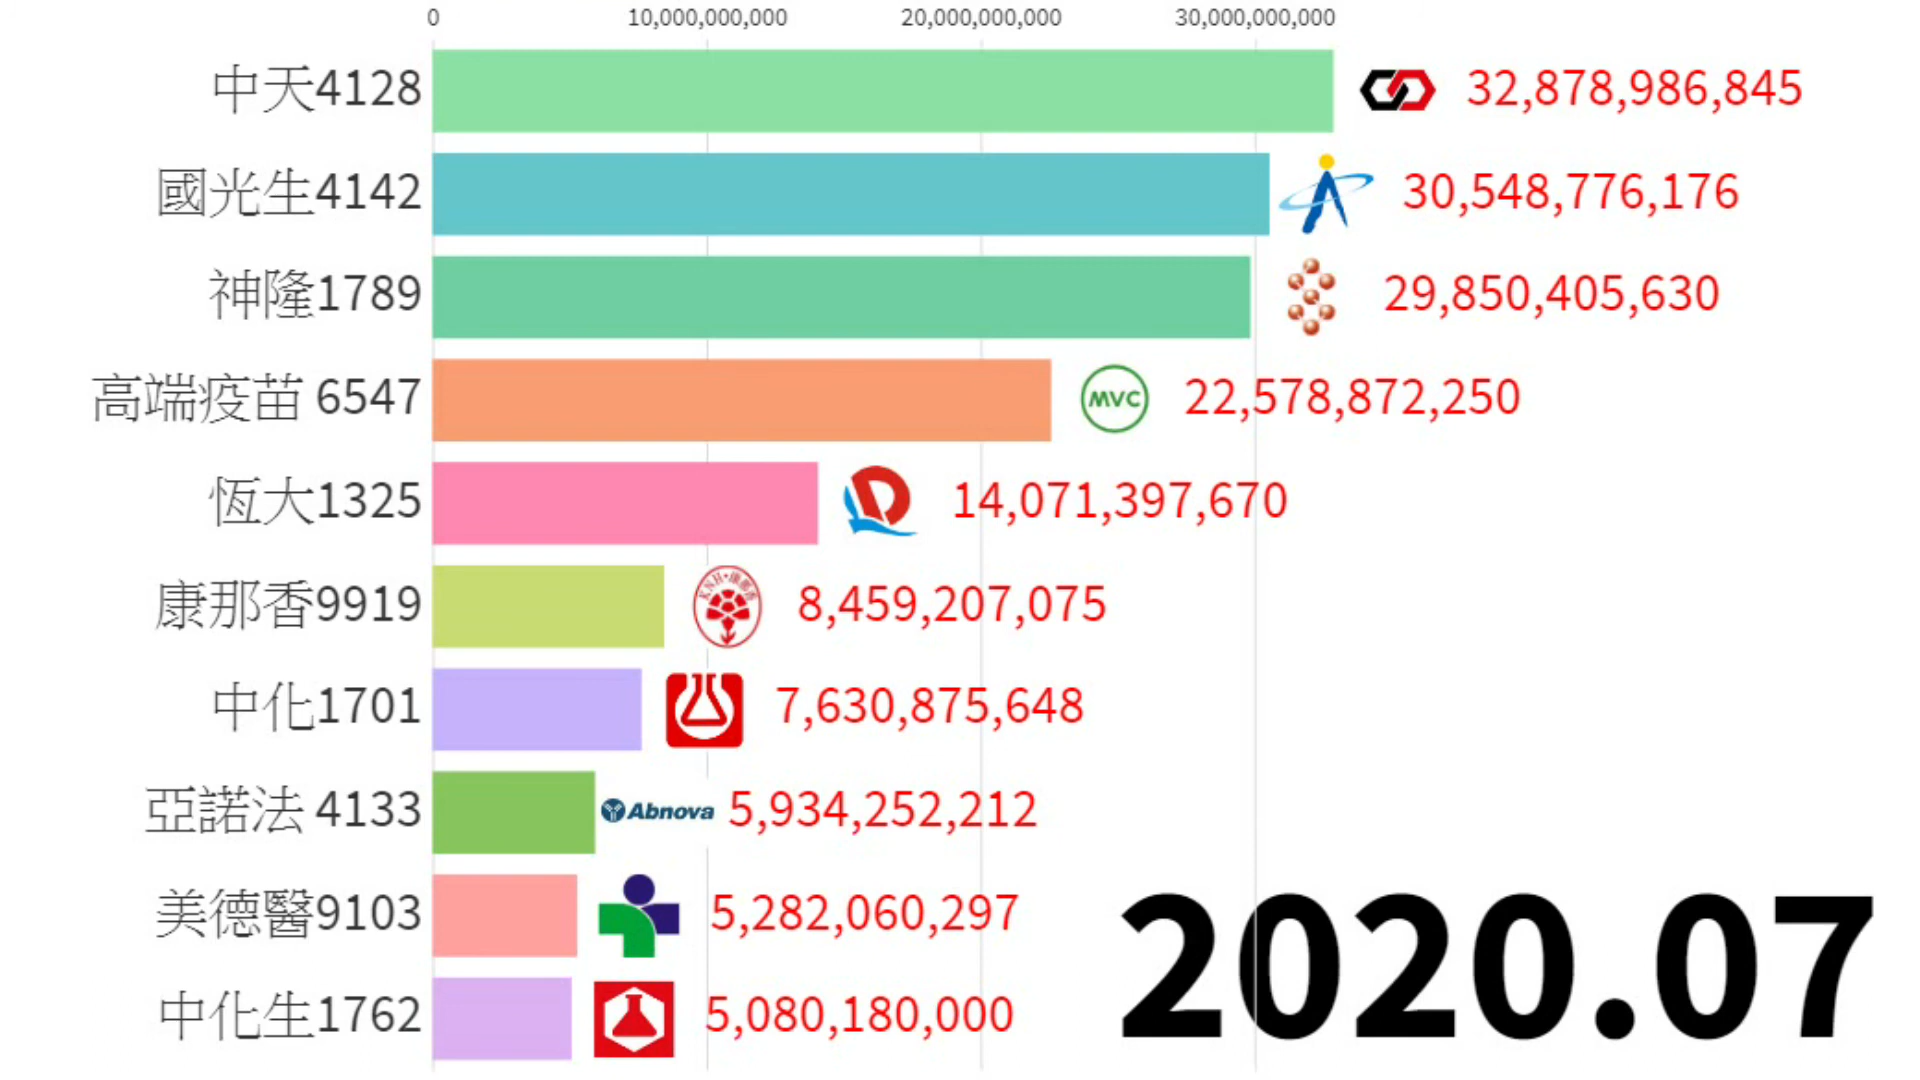 0 10,000,000,000 20,000,000,000 30,000,000,000
中天4128 32,878,986,845
國光生4142 30,548,776,176
神隆1789 29,850,405,630
高端疫苗 6547 MVC 22,578,872,250
恆大1325 14,071,397,670
康那香9919 KNH·康那香 8,459,207,075
中化1701 7,630,875,648
亞諾法 4133 Abnova 5,934,252,212
美德醫9103 5,282,060,297
中化生1762 5,080,180,000
2020.07